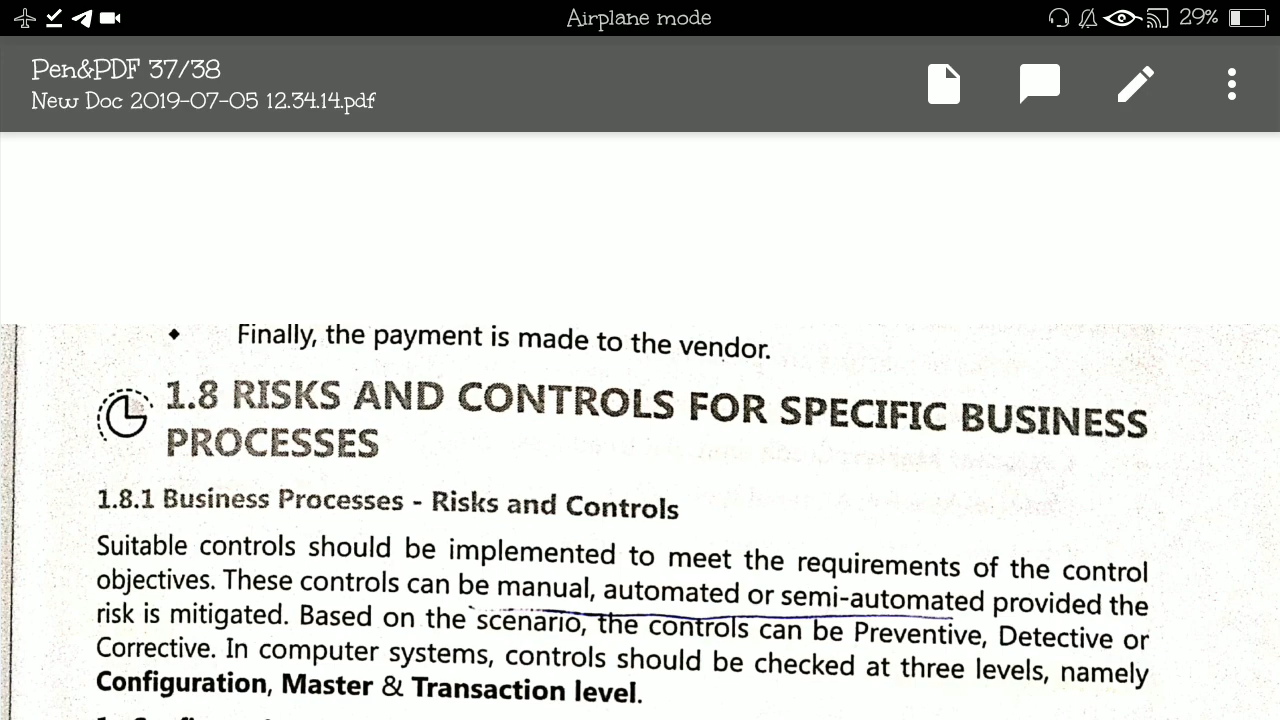 Airplane mode
29%
Pen&PDF 37/38
New Doc 2019-07-05 12.34.14.pdf
◆ Finally, the payment is made to the vendor.
1.8 RISKS AND CONTROLS FOR SPECIFIC BUSINESS
PROCESSES
1.8.1 Business Processes - Risks and Controls
Suitable controls should be implemented to meet the requirements of the control
objectives. These controls can be manual, automated or semi-automated provided the
risk is mitigated. Based on the scenario, the controls can be Preventive, Detective or
Corrective. In computer systems, controls should be checked at three levels, namely
Configuration, Master & Transaction level.